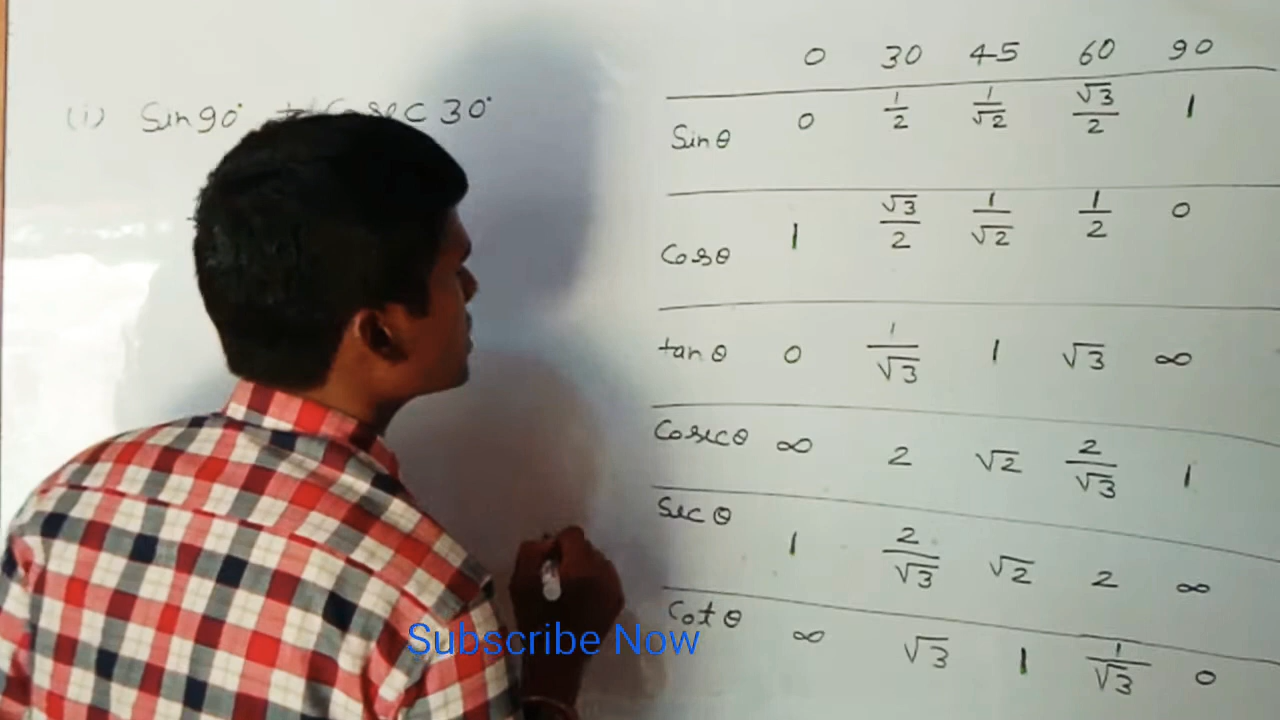 (i) Sin90° Cosec 30°
0 30 45 60 90
Sinθ 0 1/2 1/√2 √3/2 1
Cosθ 1 √3/2 1/√2 1/2 0
tanθ 0 1/√3 1 √3 ∞
Cosecθ ∞ 2 √2 2/√3 1
Secθ 1 2/√3 √2 2 ∞
Cotθ ∞ √3 1 1/√3 0
Subscribe Now